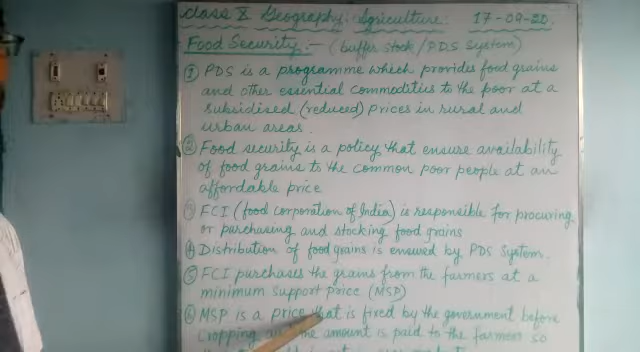 Class X Geography: Agriculture: 17-09-20.
Food Security:- (buffer stock/PDS System)
① PDS is a programme which provides food grains
and other essential commodities to the poor at a
subsidised (reduced) prices in rural and
urban areas.
② Food security is a policy that ensure availability
of food grains to the common poor people at an
affordable price
③ FCI (food corporation of India) is responsible for procuring
or purchasing and stocking food grains
④ Distribution of food grains is ensured by PDS System.
⑤ FCI purchases the grains from the farmers at a
minimum support price (MSP)
⑥ MSP is a price that is fixed by the government before
cropping the amount is paid to the farmers so